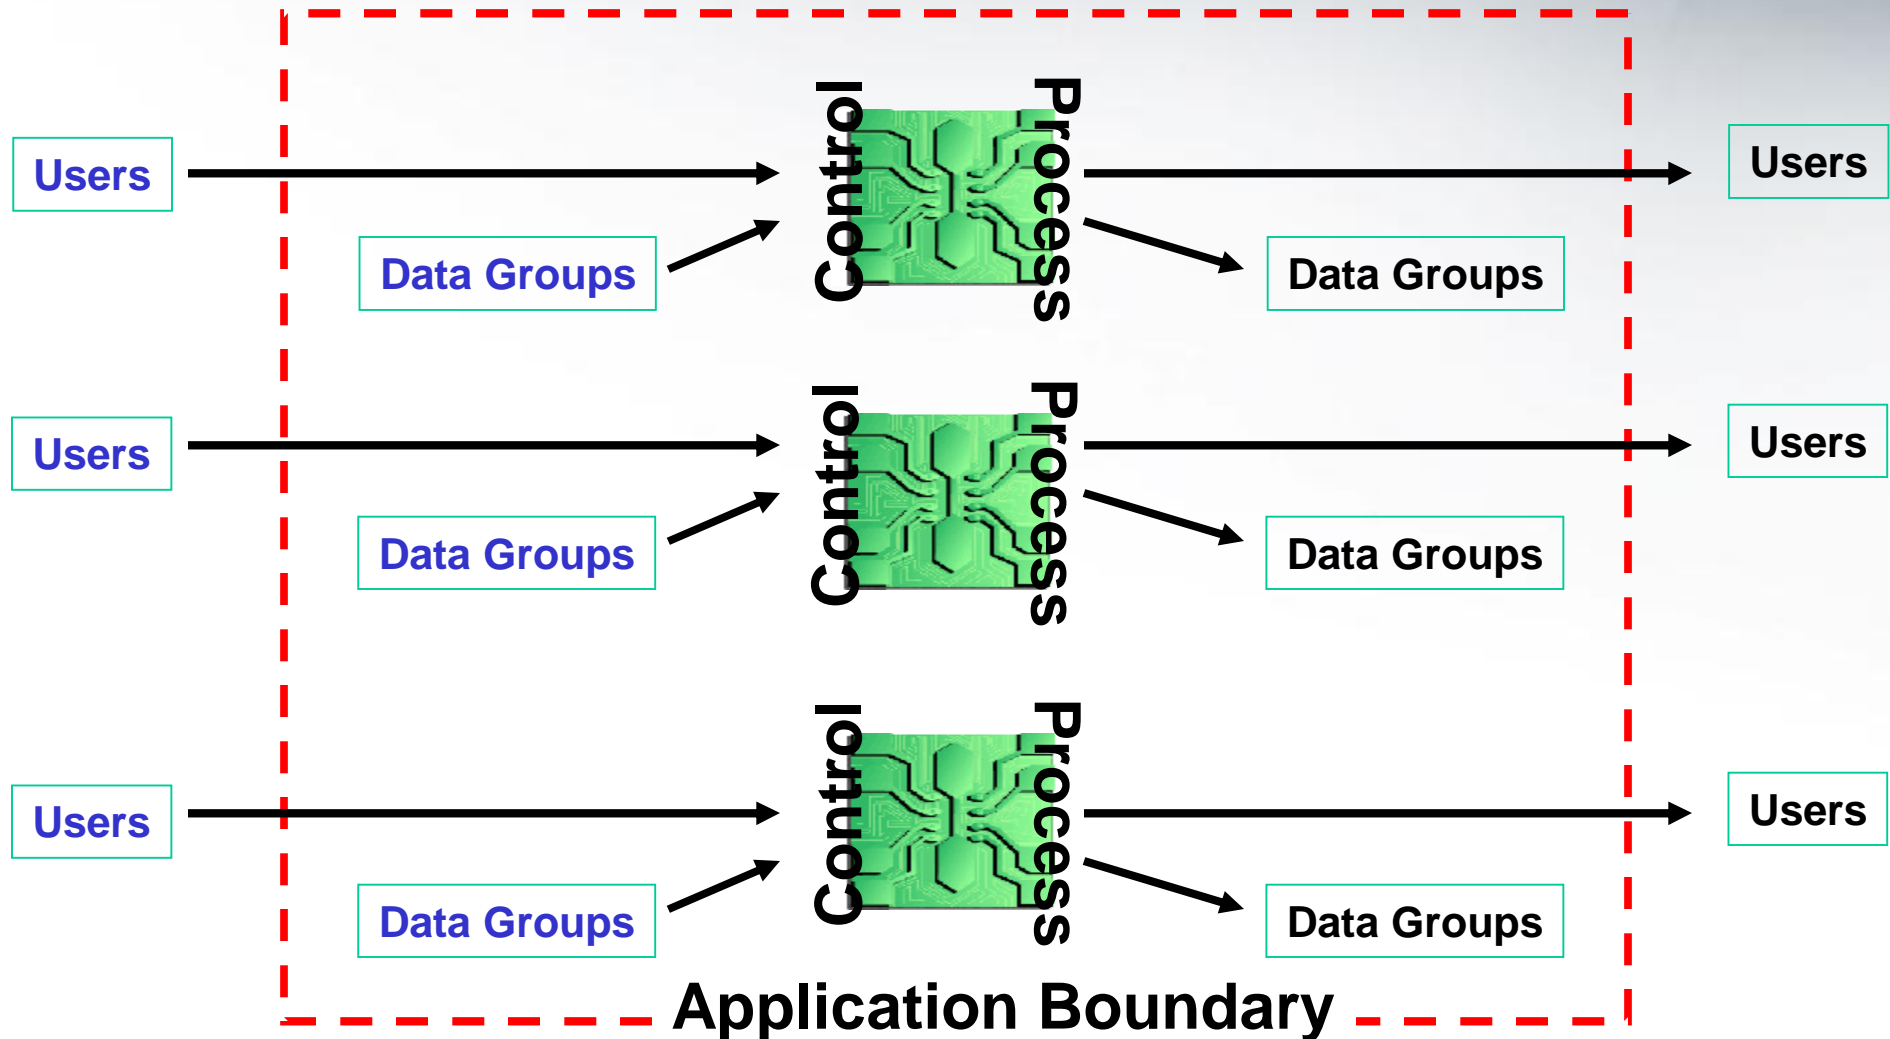 Users
Control
Process
Users
Data Groups
Data Groups
Users
Control
Process
Users
Data Groups
Data Groups
Users
Control
Process
Users
Data Groups
Data Groups
Application Boundary